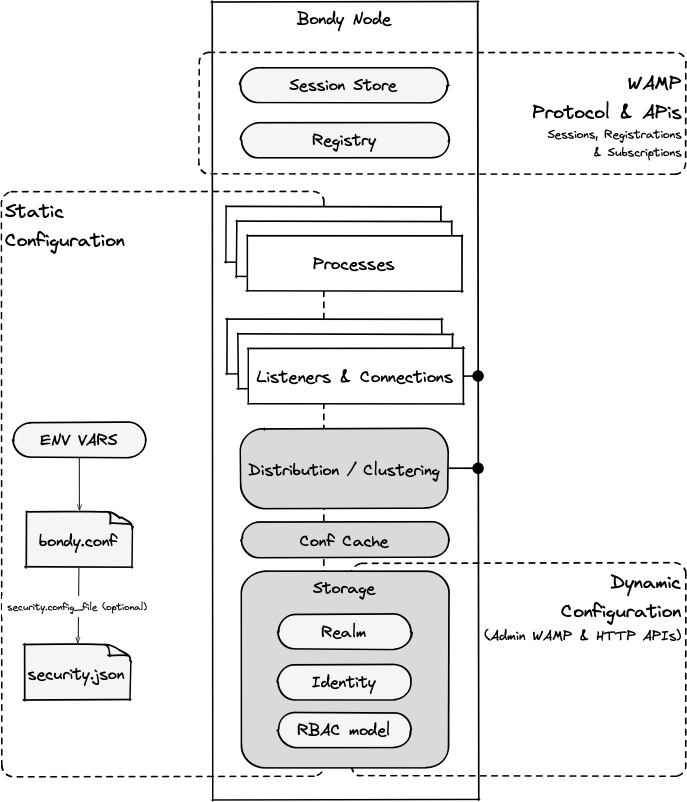 Bondy Node
Session Store
Registry
WAMP
Protocol & APis
Sessions, Registrations
& Subscriptions
Static
Configuration
Processes
Listeners & Connections
ENV VARS
Distribution / Clustering
bondy.conf
Conf Cache
security.config_file (optional)
security.json
Storage
Realm
Identity
RBAC model
Dynamic
Configuration
(Admin WAMP & HTTP APIs)